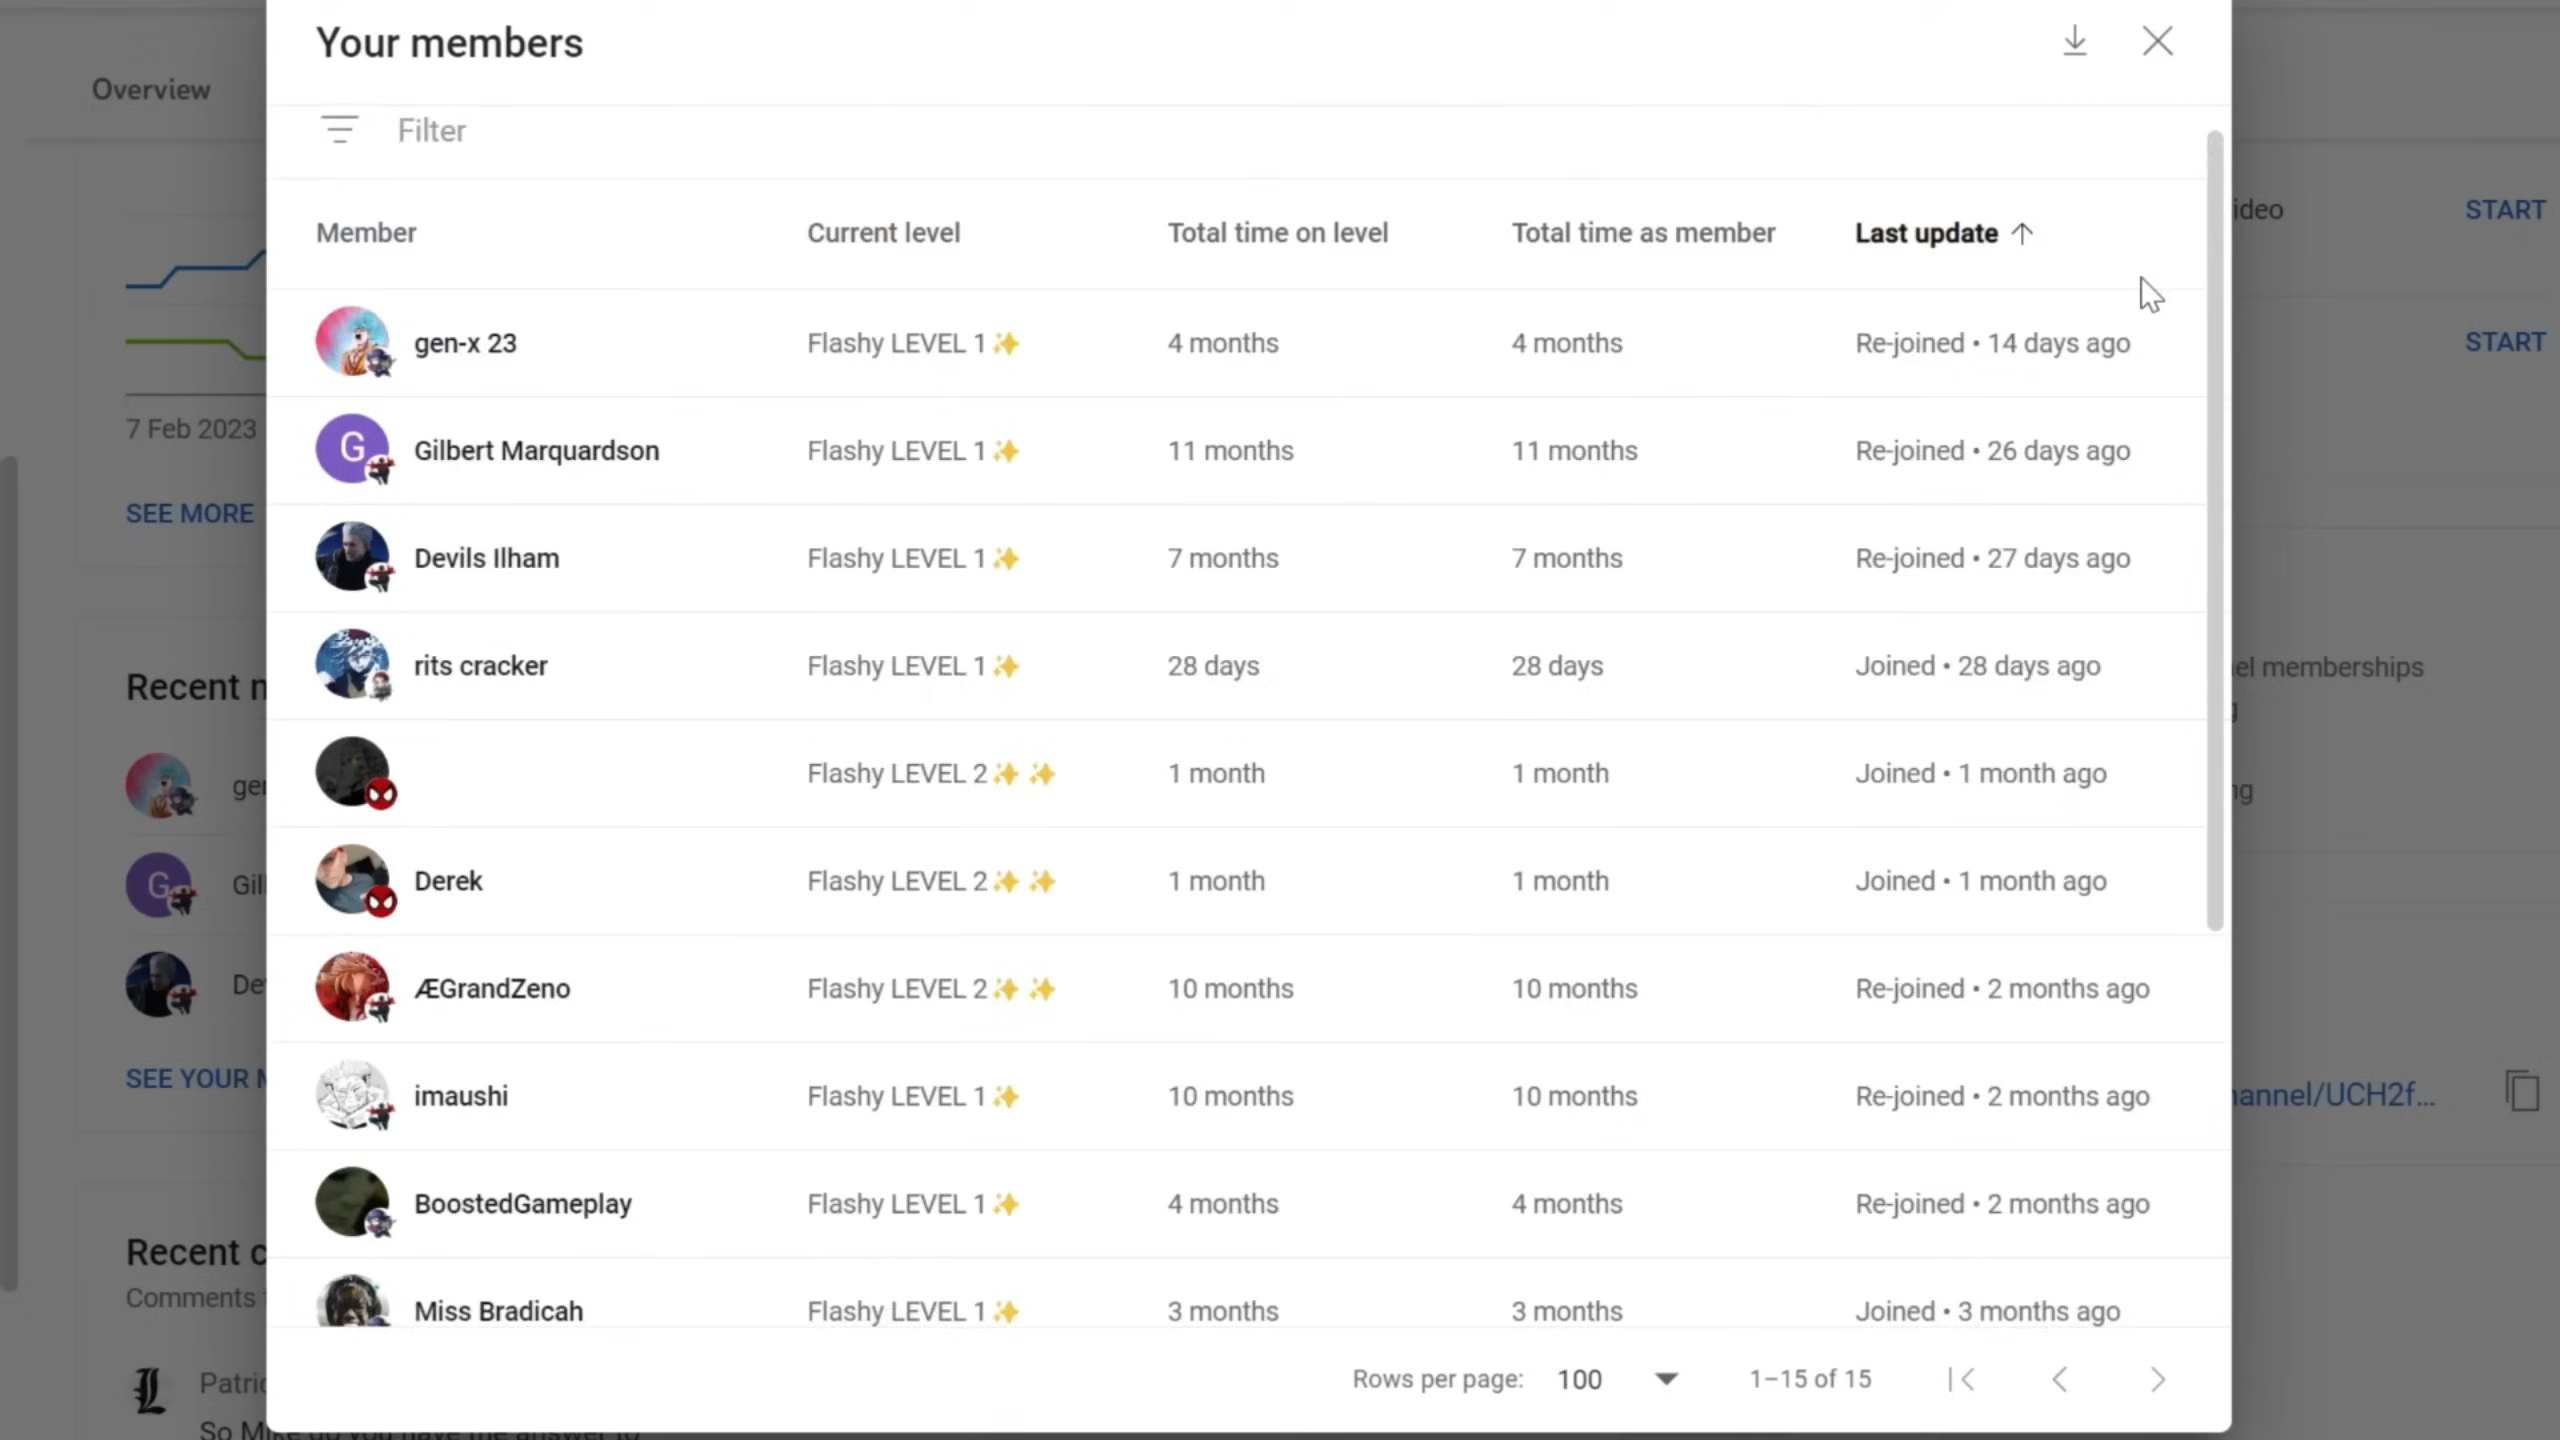 Your members
Overview
Filter
Member Current level Total time on level Total time as member Last update
gen-x 23 Flashy LEVEL 1✨ 4 months 4 months Re-joined • 14 days ago
Gilbert Marquardson Flashy LEVEL 1✨ 11 months 11 months Re-joined • 26 days ago
Devils Ilham Flashy LEVEL 1✨ 7 months 7 months Re-joined • 27 days ago
rits cracker Flashy LEVEL 1✨ 28 days 28 days Joined • 28 days ago
Flashy LEVEL 2✨ ✨ 1 month 1 month Joined • 1 month ago
Derek Flashy LEVEL 2✨ ✨ 1 month 1 month Joined • 1 month ago
ÆGrandZeno Flashy LEVEL 2✨ ✨ 10 months 10 months Re-joined • 2 months ago
imaushi Flashy LEVEL 1✨ 10 months 10 months Re-joined • 2 months ago
BoostedGameplay Flashy LEVEL 1✨ 4 months 4 months Re-joined • 2 months ago
Miss Bradicah Flashy LEVEL 1✨ 3 months 3 months Joined • 3 months ago
Rows per page: 100 1–15 of 15
7 Feb 2023
SEE MORE
Recent
G
SEE YOUR
Recent
Comments
Patric
So
START
START
memberships
hannel/UCH2f...